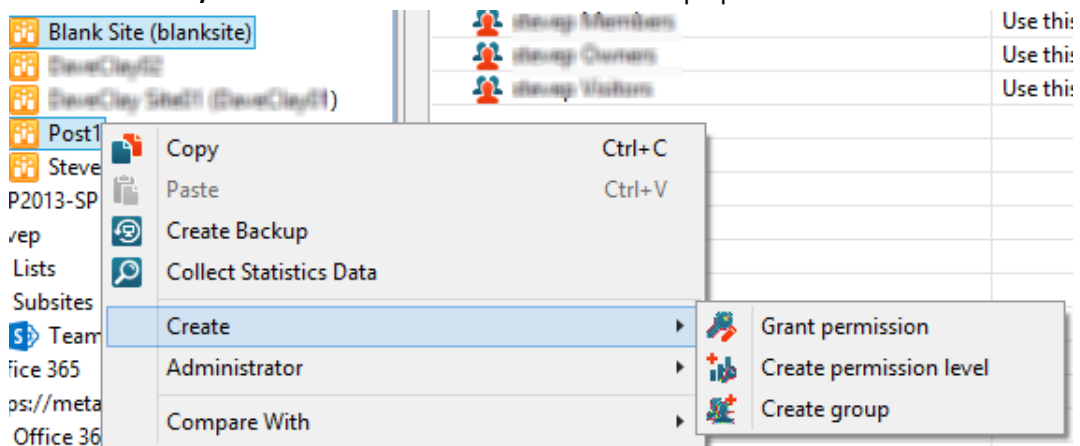 Blank Site (blanksite)
Post1
Steve
P2013-SP
vep
Lists
Subsites
Team
fice 365
ps://meta
Office 36
Use this
Use this
Use this
Copy Ctrl+C
Paste Ctrl+V
Create Backup
Collect Statistics Data
Create
Administrator
Compare With
Grant permission
Create permission level
Create group